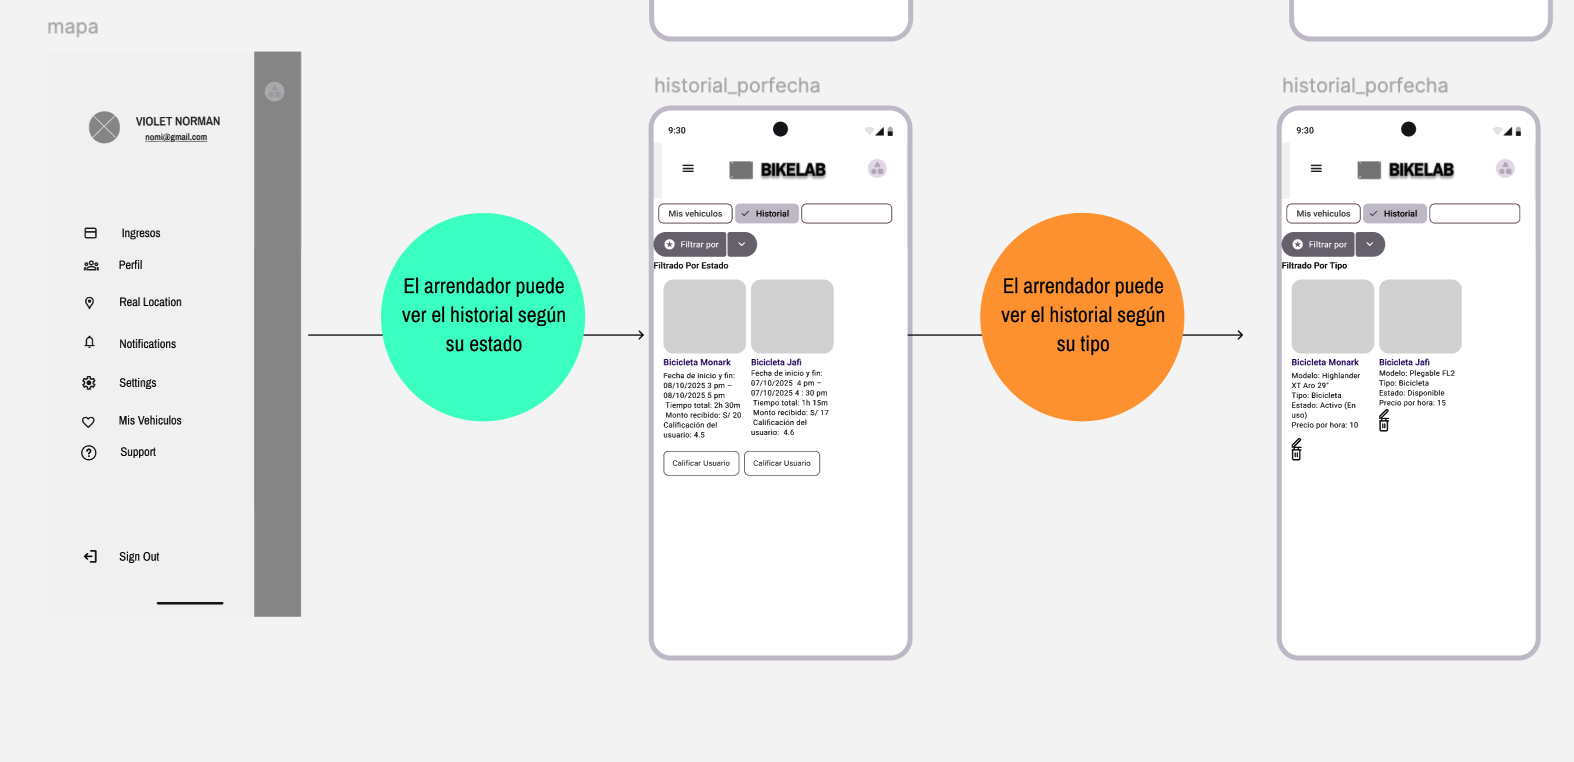 mapa
VIOLET NORMAN
nomi@gmail.com
Ingresos
Perfil
Real Location
Notifications
Settings
Mis Vehiculos
Support
Sign Out
El arrendador puede
ver el historial según
su estado
historial_porfecha
9:30
BIKELAB
Mis vehiculos
Historial
Filtrar por
Filtrado Por Estado
Bicicleta Monark
Fecha de inicio y fin:
08/10/2025 3 pm –
08/10/2025 5 pm
Tiempo total: 2h 30m
Monto recibido: S/ 20
Calificación del
usuario: 4.5
Calificar Usuario
Bicicleta Jafi
Fecha de inicio y fin:
07/10/2025 4 pm –
07/10/2025 4 : 30 pm
Tiempo total: 1h 15m
Monto recibido: S/ 17
Calificación del
usuario: 4.6
Calificar Usuario
El arrendador puede
ver el historial según
su tipo
historial_porfecha
9:30
BIKELAB
Mis vehiculos
Historial
Filtrar por
Filtrado Por Tipo
Bicicleta Monark
Modelo: Highlander
XT Aro 29"
Tipo: Bicicleta
Estado: Activo (En
uso)
Precio por hora: 10
Bicicleta Jafi
Modelo: Plegable FL2
Tipo: Bicicleta
Estado: Disponible
Precio por hora: 15